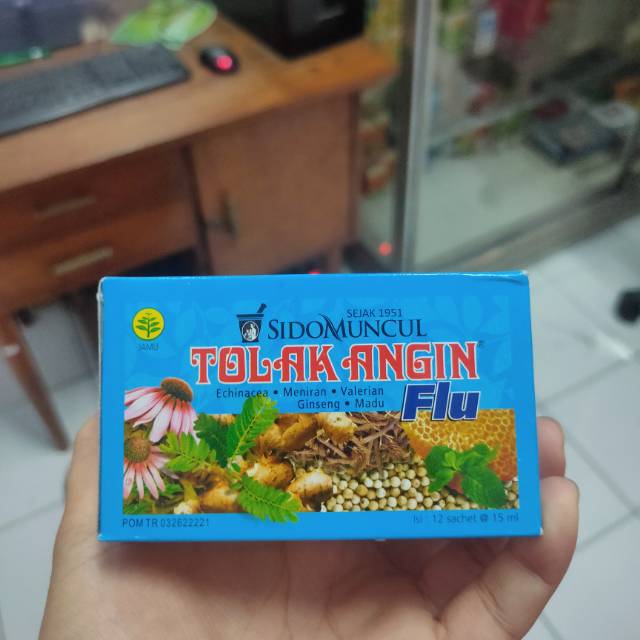 SEJAK 1951
SIDOMUNCUL
JAMU
TOLAK ANGIN®
Echinacea • Meniran • Valerian
Ginseng • Madu
Flu
POM TR 032622221
Isi : 12 sachet @ 15 ml